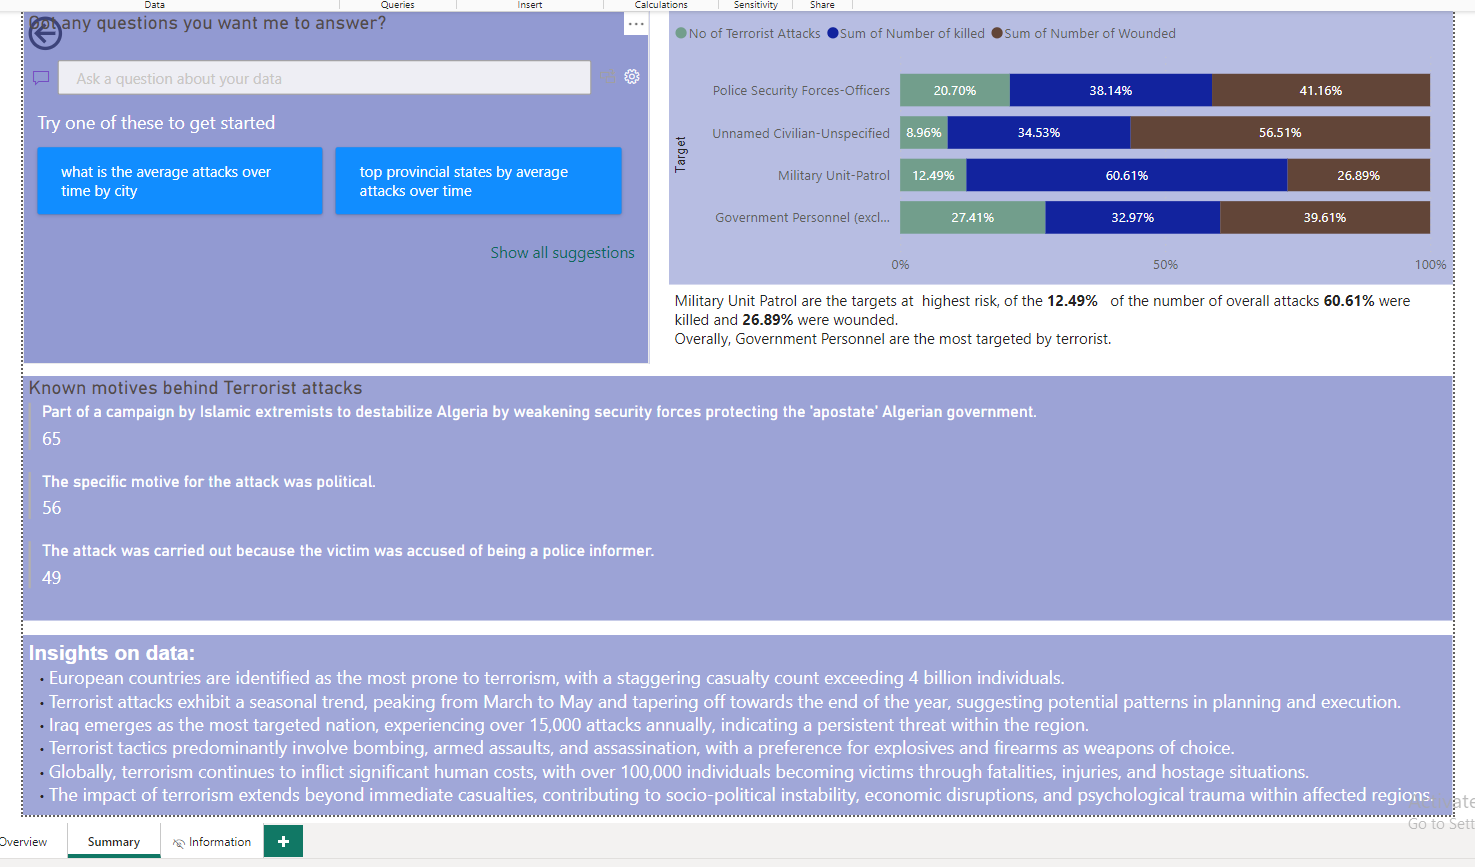 Data Queries Insert Calculations Sensitivity Share
Got any questions you want me to answer?
Ask a question about your data
Try one of these to get started
what is the average attacks over
time by city
top provincial states by average
attacks over time
Show all suggestions
No of Terrorist Attacks Sum of Number of killed Sum of Number of Wounded
Target
Police Security Forces-Officers 20.70% 38.14% 41.16%
Unnamed Civilian-Unspecified 8.96% 34.53% 56.51%
Military Unit-Patrol 12.49% 60.61% 26.89%
Government Personnel (excl... 27.41% 32.97% 39.61%
0% 50% 100%
Military Unit Patrol are the targets at highest risk, of the 12.49% of the number of overall attacks 60.61% were
killed and 26.89% were wounded.
Overally, Government Personnel are the most targeted by terrorist.
Known motives behind Terrorist attacks
Part of a campaign by Islamic extremists to destabilize Algeria by weakening security forces protecting the 'apostate' Algerian government.
65
The specific motive for the attack was political.
56
The attack was carried out because the victim was accused of being a police informer.
49
Insights on data:
• European countries are identified as the most prone to terrorism, with a staggering casualty count exceeding 4 billion individuals.
• Terrorist attacks exhibit a seasonal trend, peaking from March to May and tapering off towards the end of the year, suggesting potential patterns in planning and execution.
• Iraq emerges as the most targeted nation, experiencing over 15,000 attacks annually, indicating a persistent threat within the region.
• Terrorist tactics predominantly involve bombing, armed assaults, and assassination, with a preference for explosives and firearms as weapons of choice.
• Globally, terrorism continues to inflict significant human costs, with over 100,000 individuals becoming victims through fatalities, injuries, and hostage situations.
• The impact of terrorism extends beyond immediate casualties, contributing to socio-political instability, economic disruptions, and psychological trauma within affected regions
Go to Sett
Overview Summary Information +